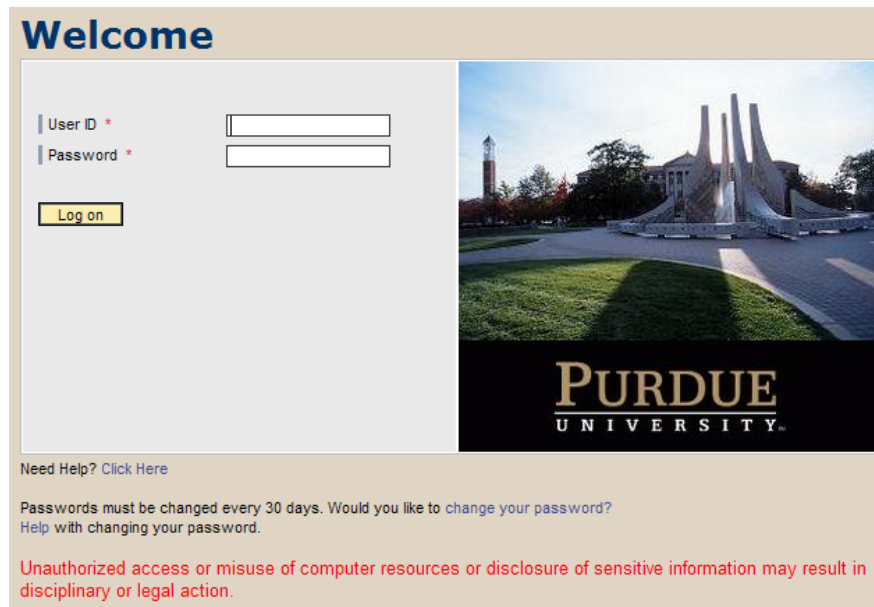 Welcome
User ID *
Password *
Log on
PURDUE
UNIVERSITY
Need Help? Click Here
Passwords must be changed every 30 days. Would you like to change your password?
Help with changing your password.
Unauthorized access or misuse of computer resources or disclosure of sensitive information may result in
disciplinary or legal action.